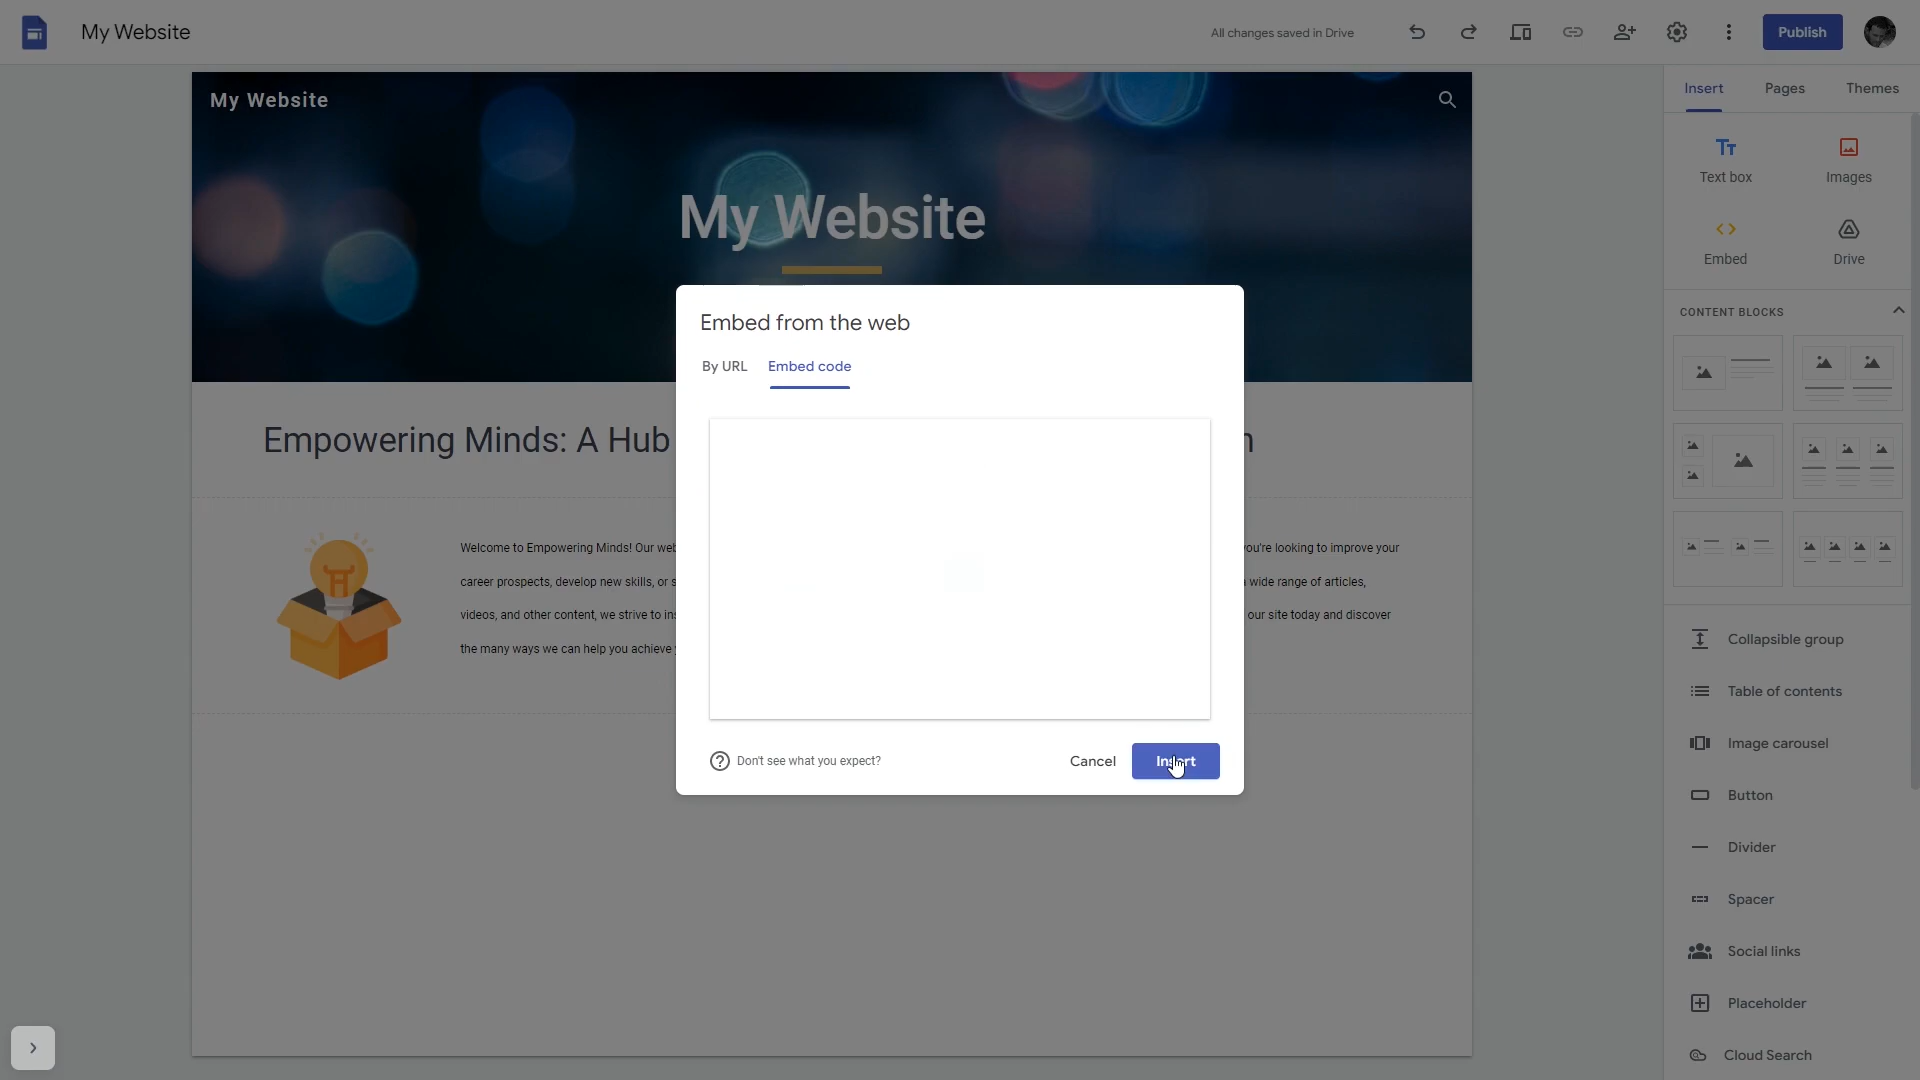 My Website
All changes saved in Drive
Publish
My Website
My Website
Insert
Pages
Themes
Text box
Images
Embed
Drive
CONTENT BLOCKS
Embed from the web
By URL
Embed code
Empowering Minds: A Hub
Welcome to Empowering Minds! Our
you're looking to improve your
career prospects, develop new skills, or
wide range of articles,
videos, and other content, we strive to
our site today and discover
the many ways we can help you achieve
Don't see what you expect?
Cancel
Insert
Collapsible group
Table of contents
Image carousel
Button
Divider
Spacer
Social links
Placeholder
Cloud Search